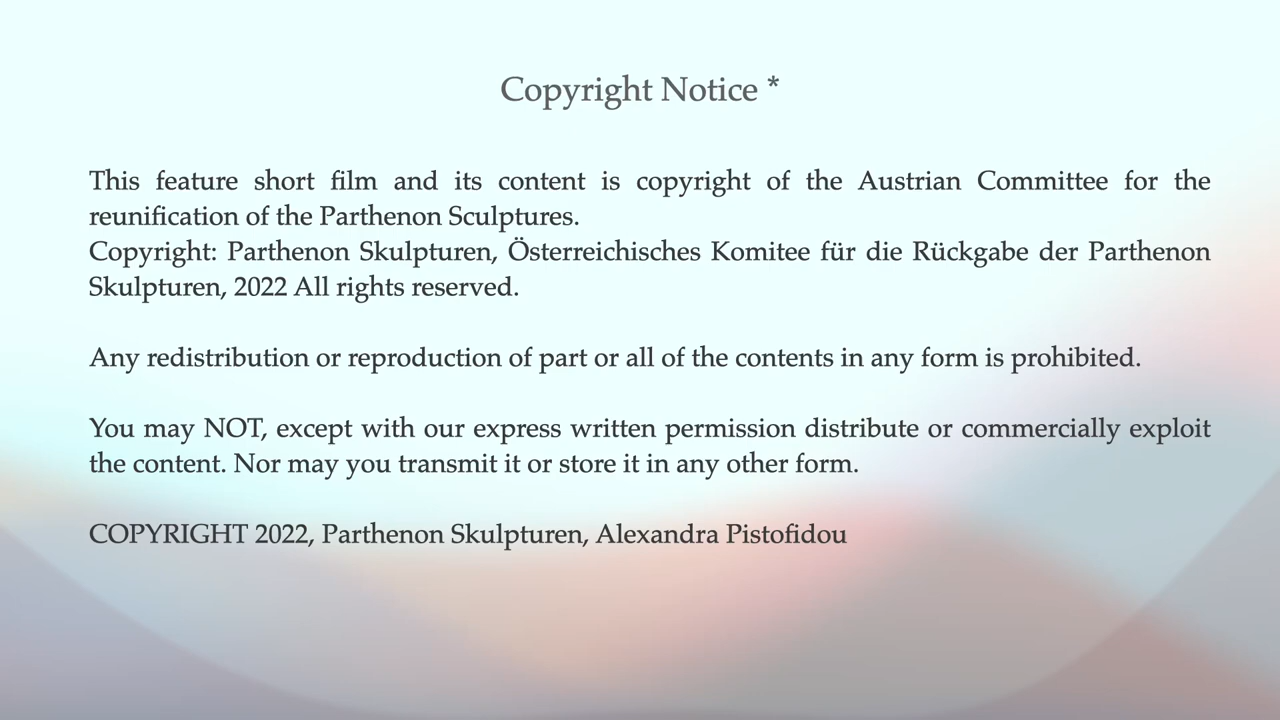 Copyright Notice *
This feature short film and its content is copyright of the Austrian Committee for the
reunification of the Parthenon Sculptures.
Copyright: Parthenon Skulpturen, Österreichisches Komitee für die Rückgabe der Parthenon
Skulpturen, 2022 All rights reserved.
Any redistribution or reproduction of part or all of the contents in any form is prohibited.
You may NOT, except with our express written permission distribute or commercially exploit
the content. Nor may you transmit it or store it in any other form.
COPYRIGHT 2022, Parthenon Skulpturen, Alexandra Pistofidou